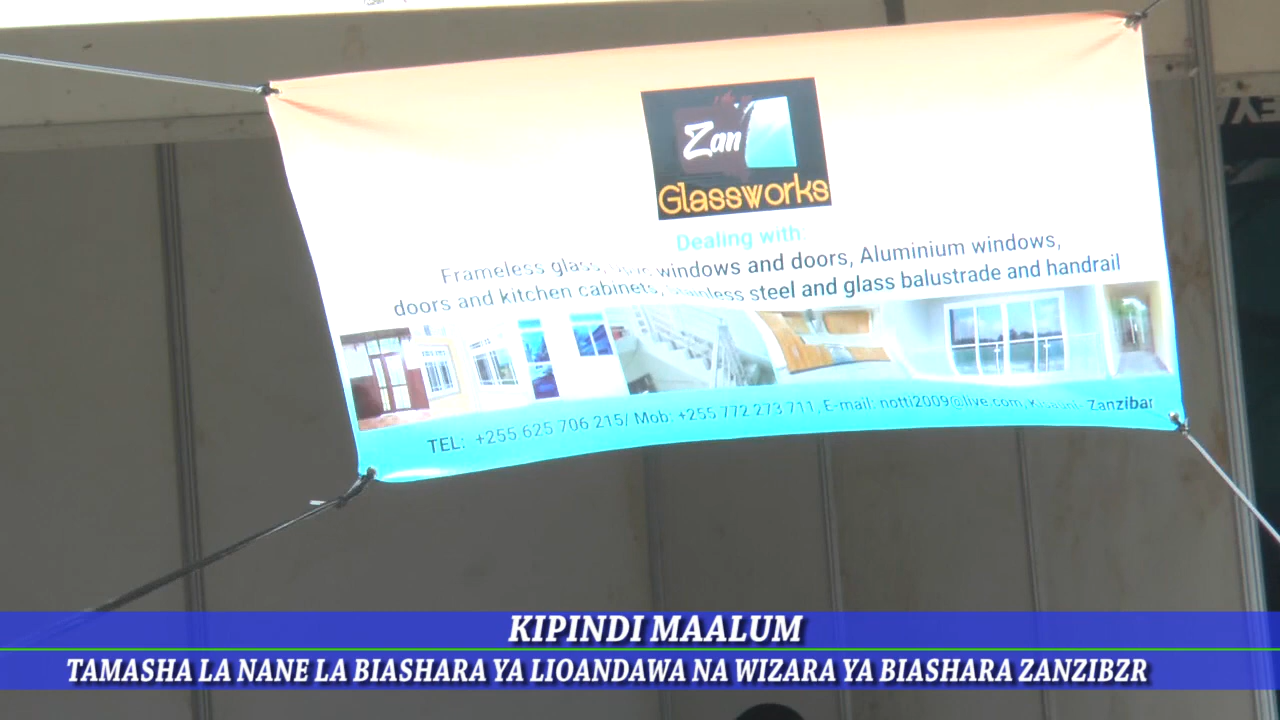 Zan
Glassworks
Dealing with:
Frameless glass, windows and doors, Aluminium windows,
doors and kitchen cabinets, Stainless steel and glass balustrade and handrail
TEL: +255 625 706 215/ Mob: +255 772 273 711, E-mail: notti2009@live.com, Zanzibar
KIPINDI MAALUM
TAMASHA LA NANE LA BIASHARA YA LIOANDAWA NA WIZARA YA BIASHARA ZANZIBZR